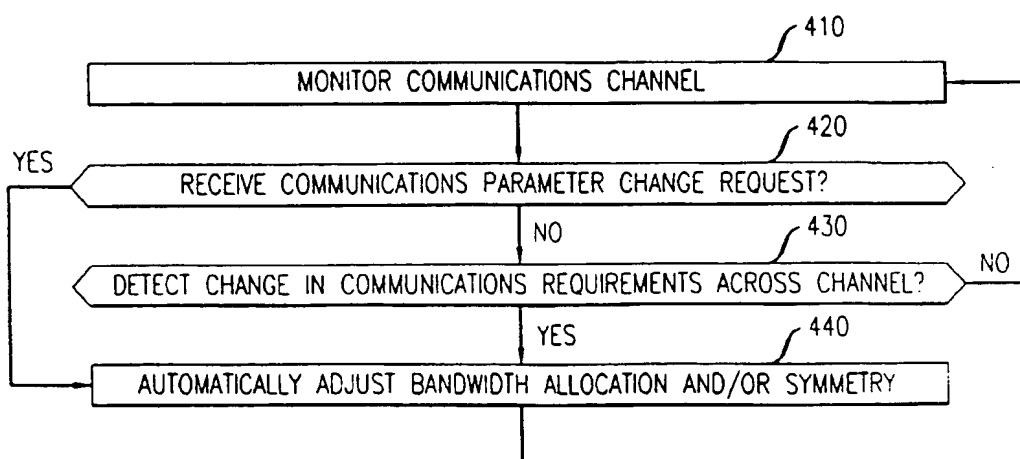 410
MONITOR COMMUNICATIONS CHANNEL
420
YES
RECEIVE COMMUNICATIONS PARAMETER CHANGE REQUEST?
NO
430
DETECT CHANGE IN COMMUNICATIONS REQUIREMENTS ACROSS CHANNEL?
NO
YES
440
AUTOMATICALLY ADJUST BANDWIDTH ALLOCATION AND/OR SYMMETRY